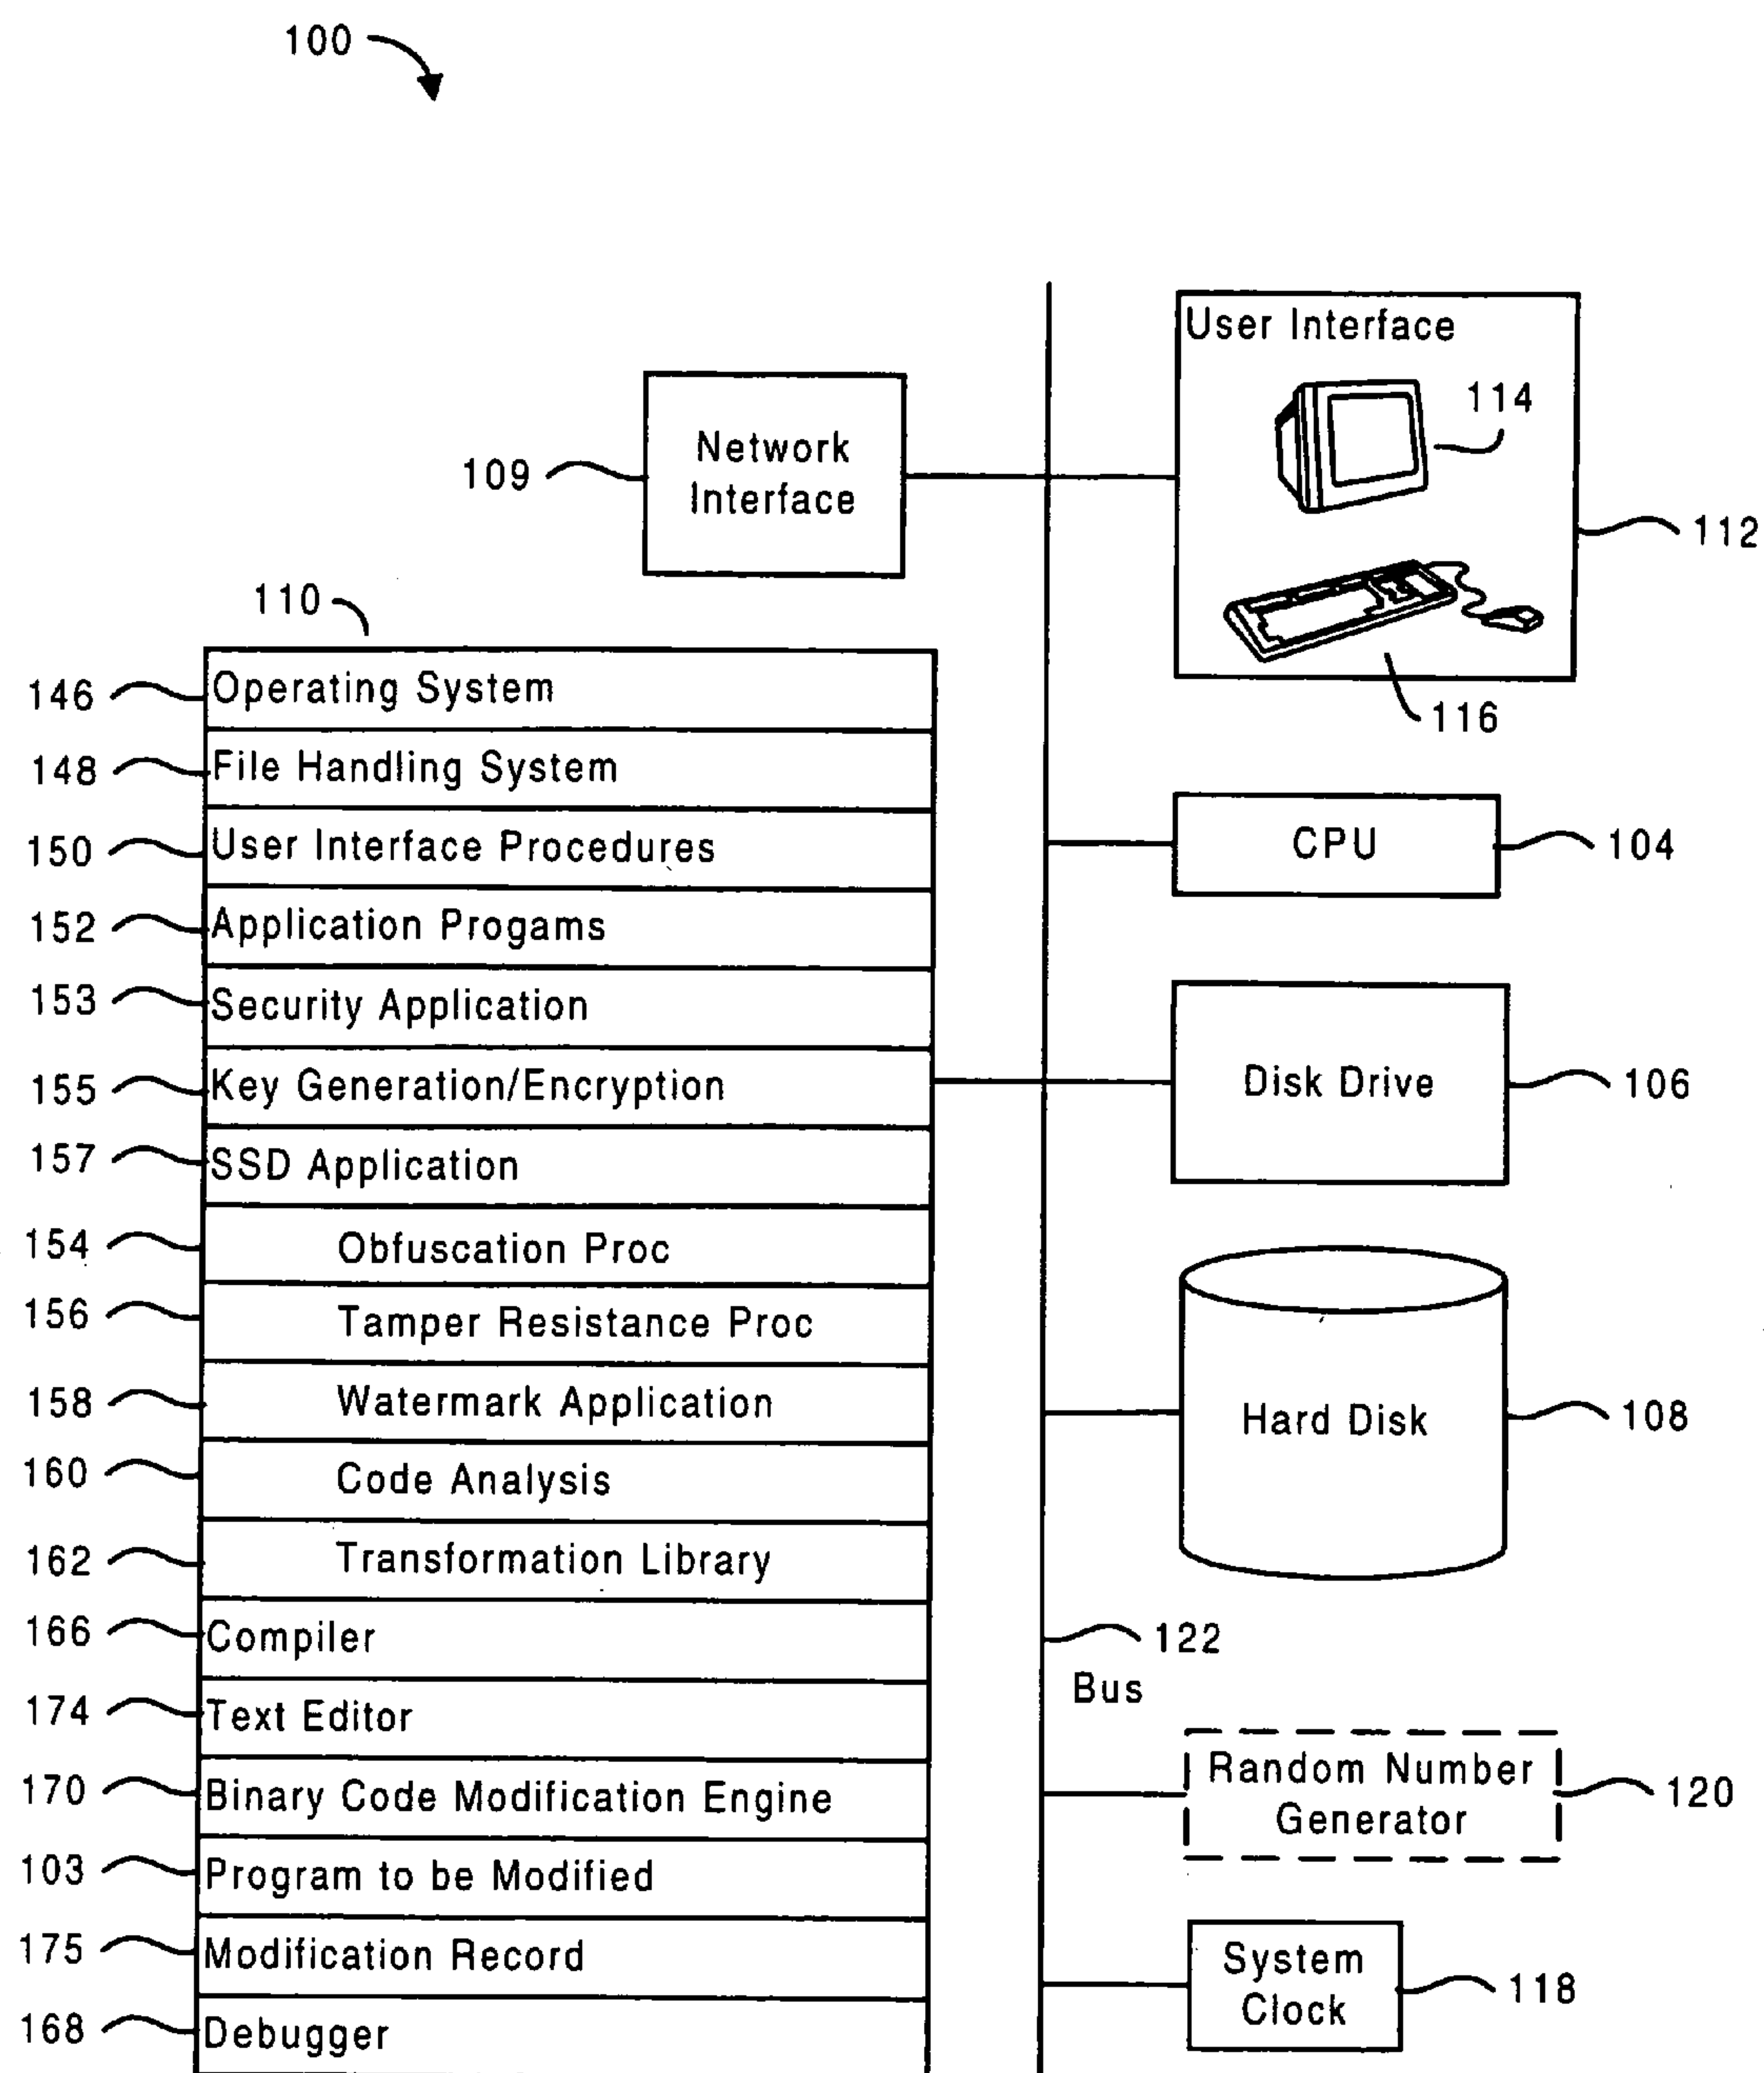 100
User Interface
114
Network
Interface
109
112
110
116
146 Operating System
148 File Handling System
150 User Interface Procedures
CPU 104
152 Application Progams
153 Security Application
155 Key Generation/Encryption
Disk Drive 106
157 SSD Application
154 Obfuscation Proc
156 Tamper Resistance Proc
158 Watermark Application
Hard Disk 108
160 Code Analysis
162 Transformation Library
166 Compiler
122
Bus
174 Text Editor
170 Binary Code Modification Engine
Random Number
Generator
120
103 Program to be Modified
175 Modification Record
System
Clock
118
168 Debugger